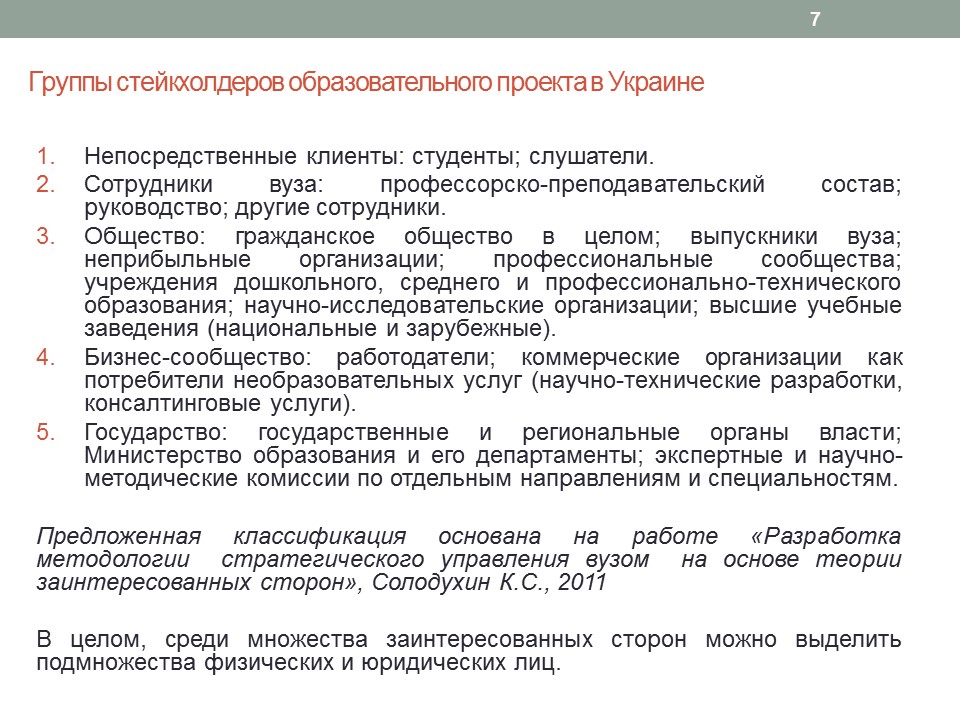 7
Группы стейкхолдеров образовательного проекта в Украине
1. Непосредственные клиенты: студенты; слушатели.
2. Сотрудники вуза: профессорско-преподавательский состав;
руководство; другие сотрудники.
3. Общество: гражданское общество в целом; выпускники вуза;
неприбыльные организации; профессиональные сообщества;
учреждения дошкольного, среднего и профессионально-технического
образования; научно-исследовательские организации; высшие учебные
заведения (национальные и зарубежные).
4. Бизнес-сообщество: работодатели; коммерческие организации как
потребители необразовательных услуг (научно-технические разработки,
консалтинговые услуги).
5. Государство: государственные и региональные органы власти;
Министерство образования и его департаменты; экспертные и научно-
методические комиссии по отдельным направлениям и специальностям.
Предложенная классификация основана на работе «Разработка
методологии стратегического управления вузом на основе теории
заинтересованных сторон», Солодухин К.С., 2011
В целом, среди множества заинтересованных сторон можно выделить
подмножества физических и юридических лиц.